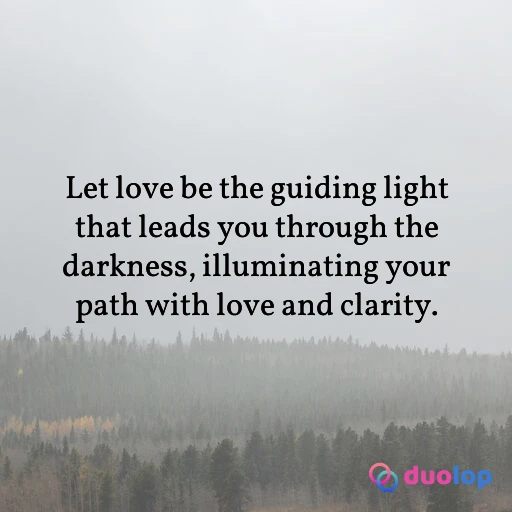 Let love be the guiding light
that leads you through the
darkness, illuminating your
path with love and clarity.
duolop